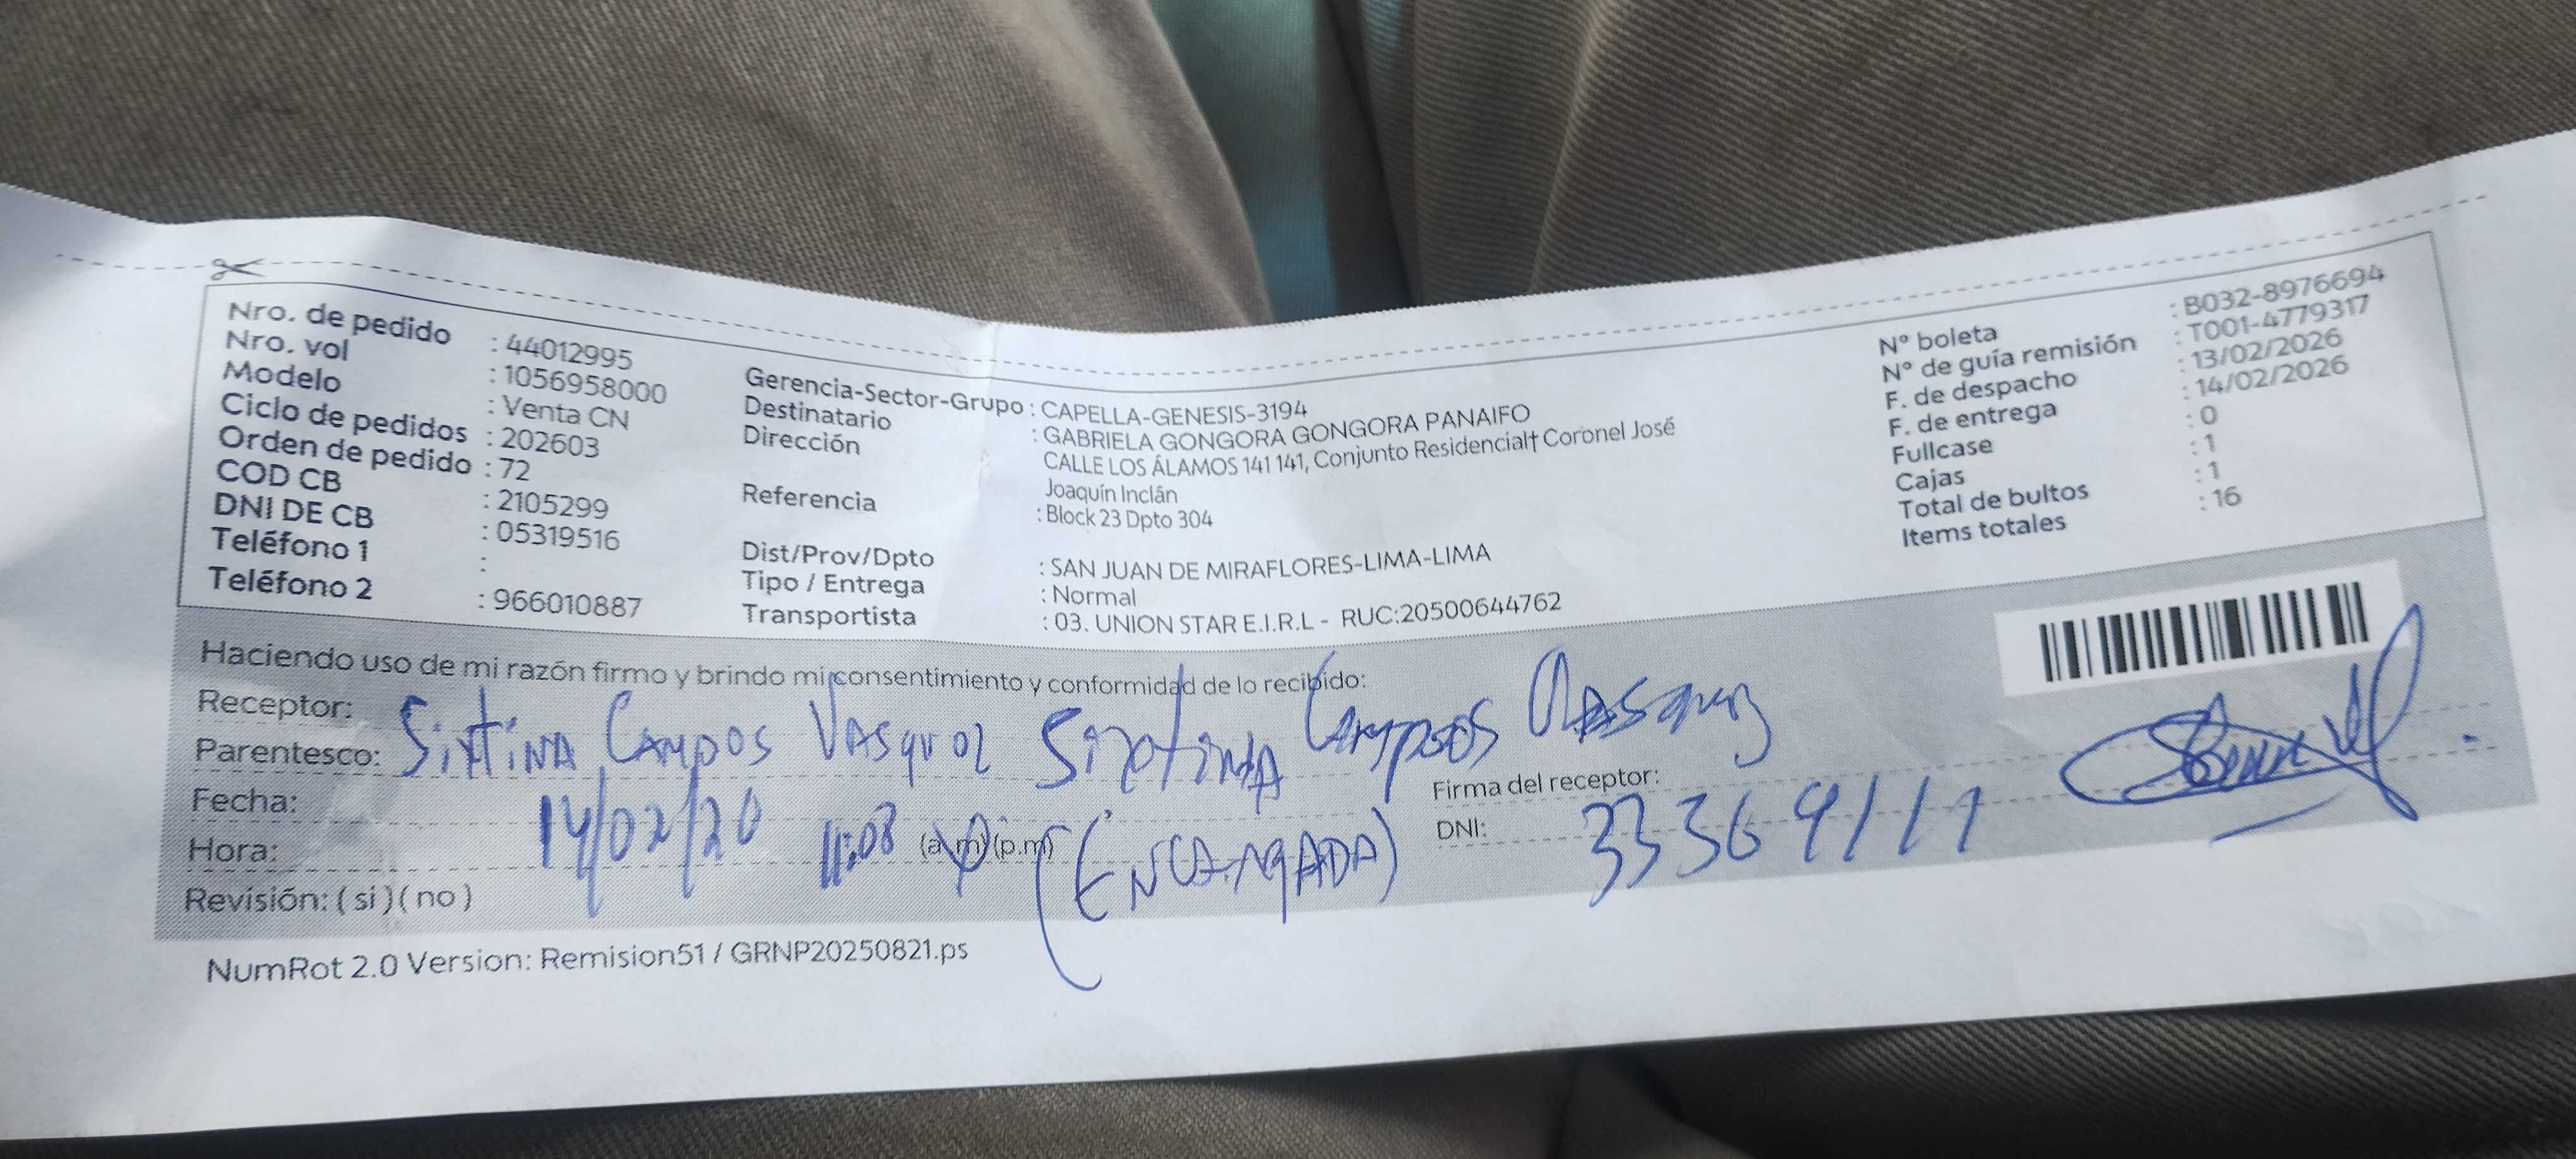 Nro. de pedido : 44012995
Nro. vol : 1056958000
Modelo : Venta CN
Ciclo de pedidos : 202603
Orden de pedido : 72
COD CB : 2105299
DNI DE CB : 05319516
Teléfono 1 :
Teléfono 2 : 966010887
Gerencia-Sector-Grupo : CAPELLA-GENESIS-3194
Destinatario : GABRIELA GONGORA GONGORA PANAIFO
Dirección CALLE LOS ÁLAMOS 141 141, Conjunto Residencial† Coronel José
Joaquín Inclán
Referencia : Block 23 Dpto 304
Dist/Prov/Dpto : SAN JUAN DE MIRAFLORES-LIMA-LIMA
Tipo / Entrega : Normal
Transportista : 03. UNION STAR E.I.R.L - RUC:20500644762
N° boleta : B032-8976694
N° de guía remisión : T001-4779317
F. de despacho : 13/02/2026
F. de entrega : 14/02/2026
Fullcase : 0
Cajas : 1
Total de bultos : 1
Items totales : 16
Haciendo uso de mi razón firmo y brindo mi consentimiento y conformidad de lo recibido:
Receptor:
Parentesco: Sixtina Campos Campos
Fecha: 14/02/20
Hora: 11:08 (a.m) (p.m) (ENCARGADA)
Revisión: ( si ) ( no )
Firma del receptor:
DNI:
NumRot 2.0 Version: Remision51 / GRNP20250821.ps